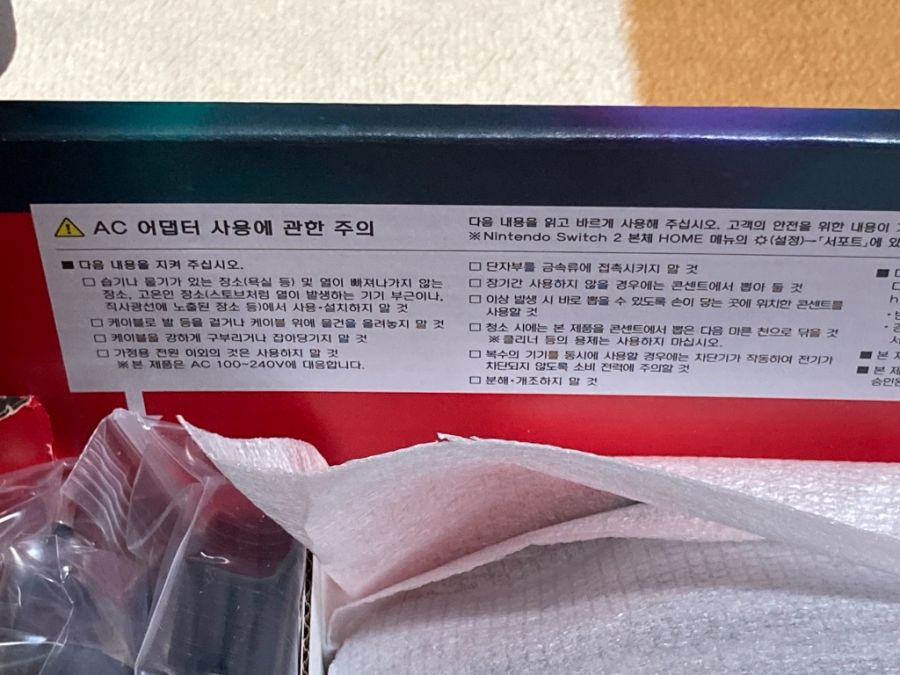 ⚠ AC 어댑터 사용에 관한 주의
다음 내용을 읽고 바르게 사용해 주십시오. 고객의 안전을 위한 내용이
※Nintendo Switch 2 본체 HOME 메뉴의 ⚙(설정)→「서포트」에
■ 다음 내용을 지켜 주십시오.
□ 습기나 물기가 있는 장소(욕실 등) 및 열이 빠져나가지 않는
장소, 고온인 장소(스토브처럼 열이 발생하는 기기 부근이나,
직사광선에 노출된 장소 등)에서 사용·설치하지 말 것
□ 케이블로 발 등을 걸거나 케이블 위에 물건을 올려놓지 말 것
□ 케이블을 강하게 구부리거나 잡아당기지 말 것
□ 가정용 전원 이외의 것은 사용하지 말 것
※ 본 제품은 AC 100~240V에 대응합니다.
□ 단자부를 금속류에 접촉시키지 말 것
□ 장기간 사용하지 않을 경우에는 콘센트에서 뽑아 둘 것
□ 이상 발생 시 바로 뽑을 수 있도록 손이 닿는 곳에 위치한 콘센트를
사용할 것
□ 청소 시에는 본 제품을 콘센트에서 뽑은 다음 마른 천으로 닦을 것
※ 클리너 등의 용제는 사용하지 마십시오.
□ 복수의 기기를 동시에 사용할 경우에는 차단기가 작동하여 전기가
차단되지 않도록 소비 전력에 주의할 것
□ 분해·개조하지 말 것
■ 본
■ 본 제
승인된